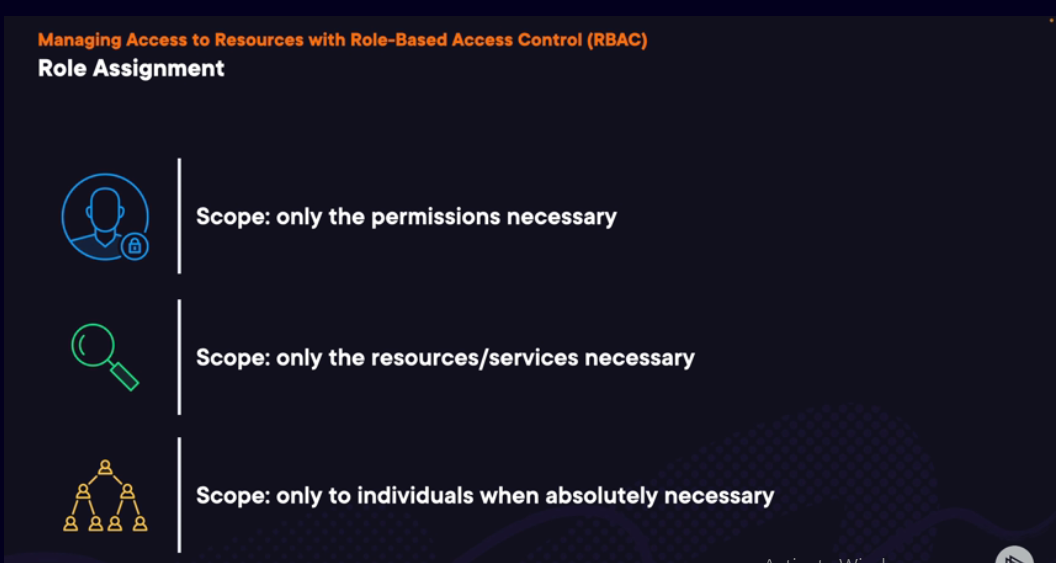 Managing Access to Resources with Role-Based Access Control (RBAC)
Role Assignment
Scope: only the permissions necessary
Scope: only the resources/services necessary
Scope: only to individuals when absolutely necessary